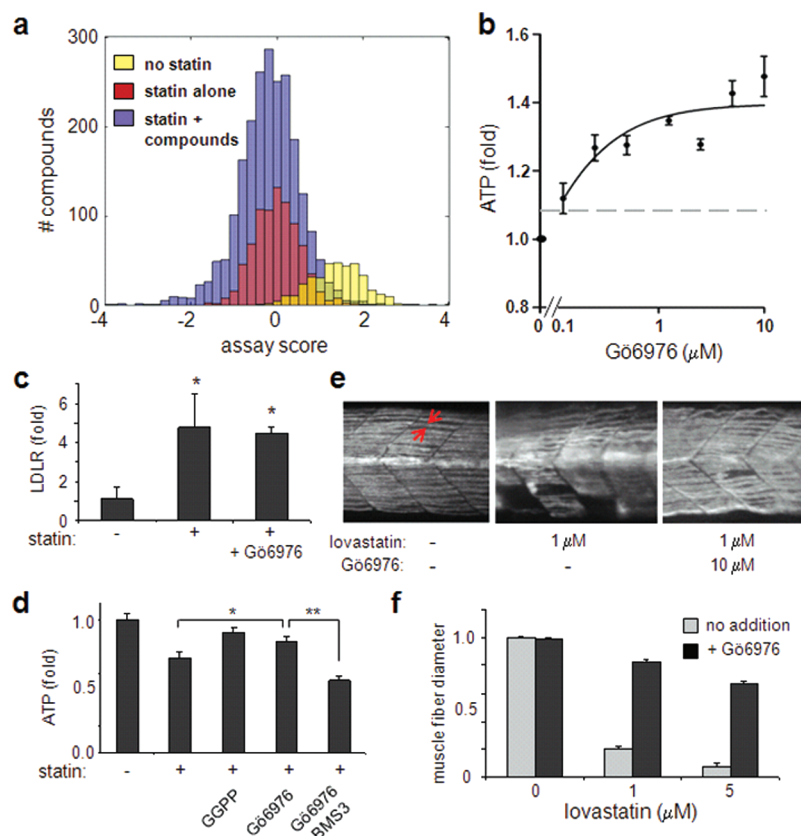 a
300
200
100
0
# compounds
no statin
statin alone
statin +
compounds
-4
-2
0
2
4
assay score
b
1.6
1.4
1.2
1.0
0.8
ATP (fold)
0
0.1
1
10
Gö6976 (μM)
c
6
4
2
0
LDLR (fold)
*
*
statin:
-
+
+
+ Gö6976
e
lovastatin:
-
1 μM
1 μM
Gö6976:
-
-
10 μM
d
1.0
0.5
0.0
ATP (fold)
*
**
statin:
-
+
+
+
+
GGPP
Gö6976
Gö6976
BMS3
f
no addition
+ Gö6976
1.0
0.5
0
muscle fiber diameter
0
1
5
lovastatin (μM)